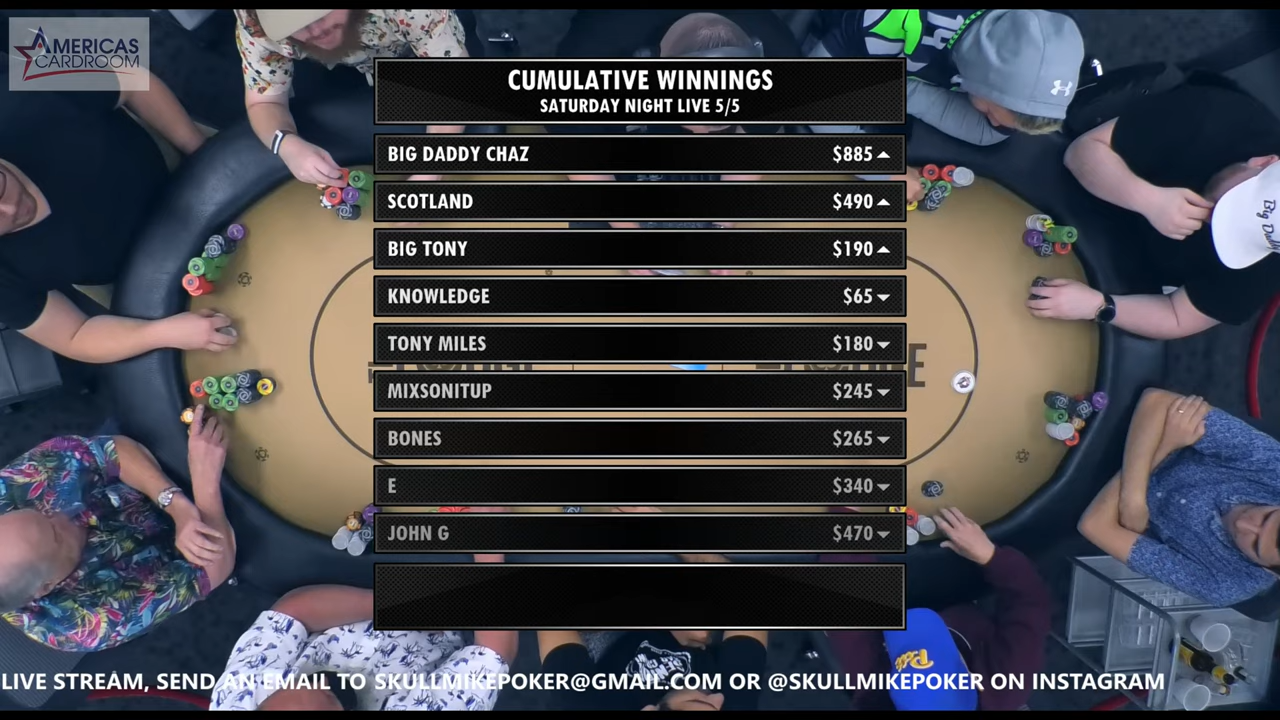 AMERICAS
CARDROOM
CUMULATIVE WINNINGS
SATURDAY NIGHT LIVE 5/5
BIG DADDY CHAZ $885
SCOTLAND $490
BIG TONY $190
KNOWLEDGE $65
TONY MILES $180
MIXSONITUP $245
BONES $265
E $340
JOHN G $470
LIVE STREAM, SEND AN EMAIL TO SKULLMIKEPOKER@GMAIL.COM OR @SKULLMIKEPOKER ON INSTAGRAM